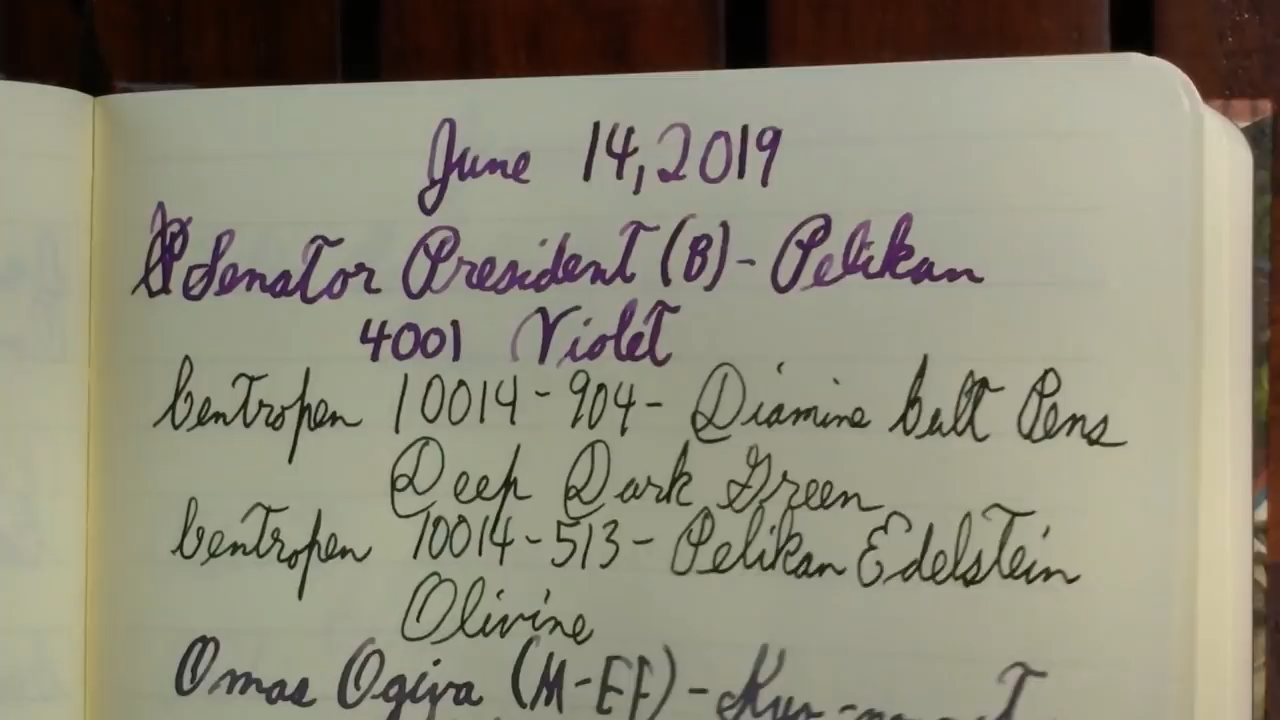 June 14, 2019
Senator President (B) - Pelikan
4001 Violet
Centropen 10014-904- Diamine Cult Pens
Deep Dark Green
Centropen 10014-513- Pelikan Edelstein
Olivine
Omas Ogiva (M-EF) -